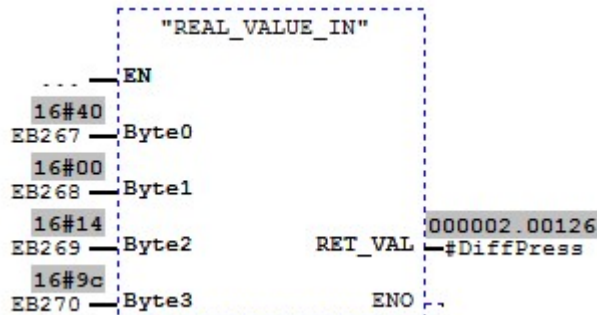 "REAL_VALUE_IN"
... EN
16#40
EB267 Byte0
16#00
EB268 Byte1
16#14 000002.00126
EB269 Byte2 RET_VAL #DiffPress
16#9c
EB270 Byte3 ENO